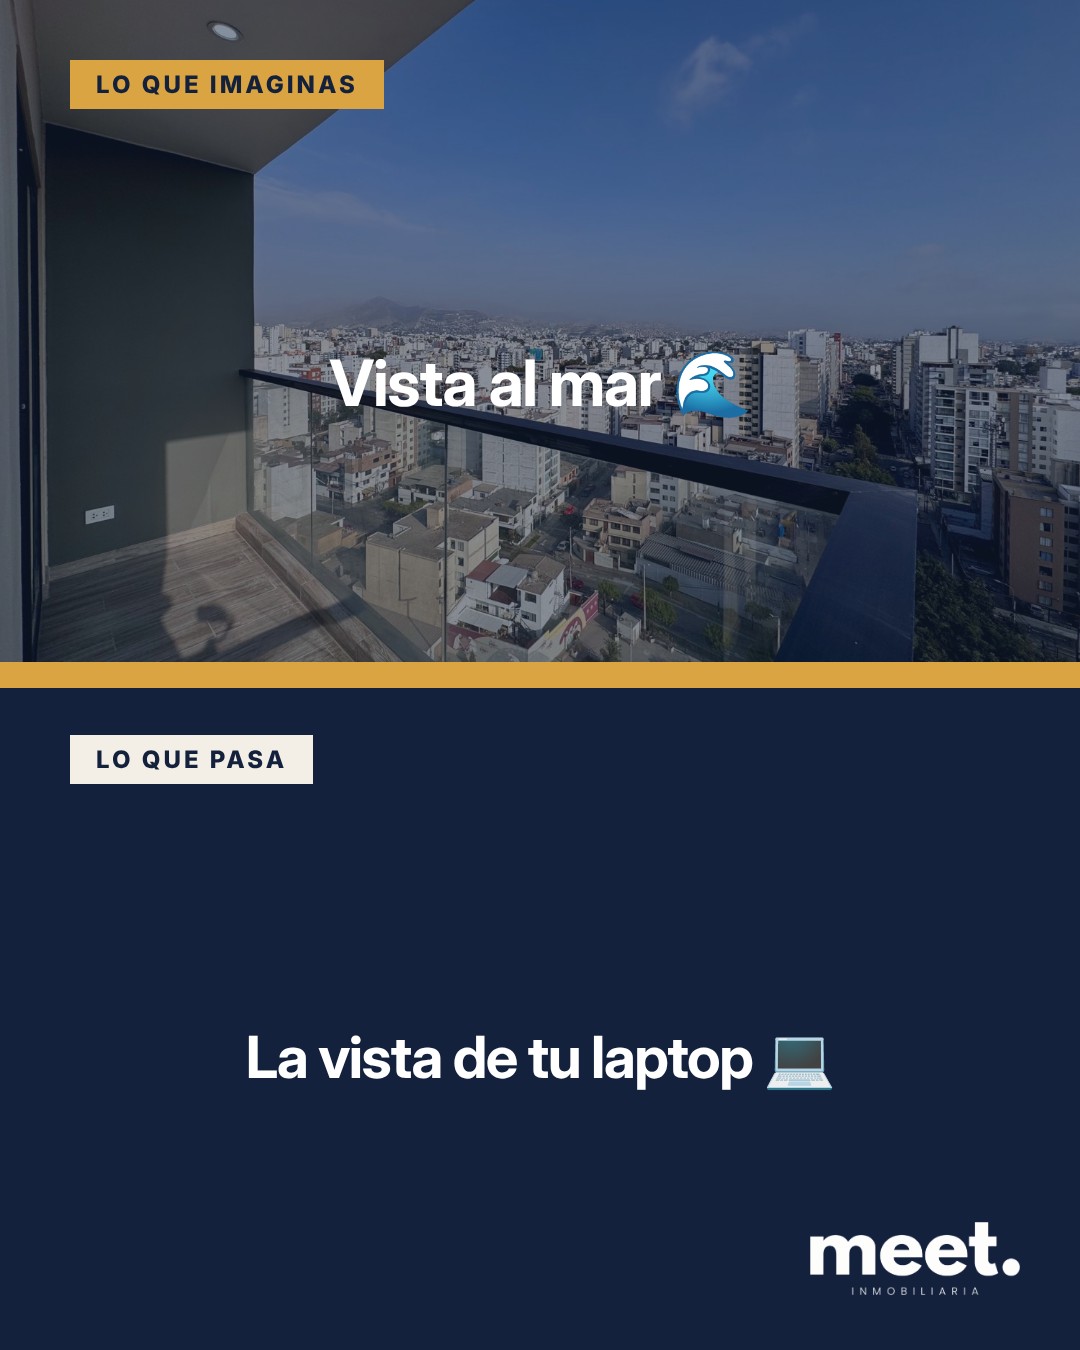 LO QUE IMAGINAS
Vista al mar 🌊
LO QUE PASA
La vista de tu laptop 💻
meet.
INMOBILIARIA